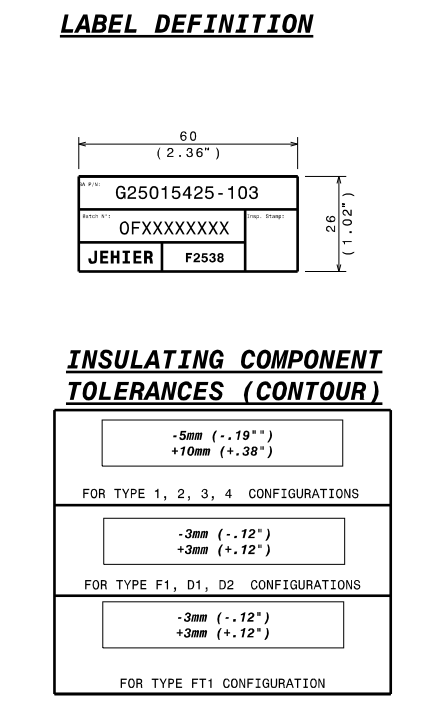 LABEL DEFINITION
60
(2.36")
GA P/N:
G25015425-103
Batch N°:
OFXXXXXXXX
Insp. Stamp:
JEHIER
F2538
26
(1.02")
INSULATING COMPONENT
TOLERANCES (CONTOUR)
-5mm (-.19"")
+10mm (+.38")
FOR TYPE 1, 2, 3, 4 CONFIGURATIONS
-3mm (-.12")
+3mm (+.12")
FOR TYPE F1, D1, D2 CONFIGURATIONS
-3mm (-.12")
+3mm (+.12")
FOR TYPE FT1 CONFIGURATION